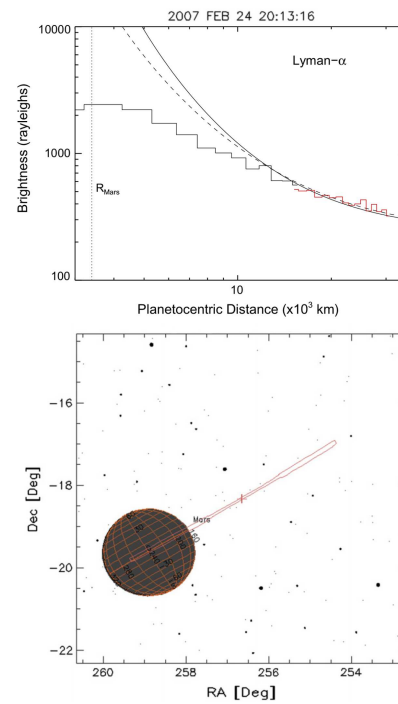 2007 FEB 24 20:13:16
10000
Lyman-α
Brightness (rayleighs)
1000
R_Mars
100
10
Planetocentric Distance (x10³ km)
-16
Mars
-18
Dec [Deg]
-20
-22
260
258
256
254
RA [Deg]